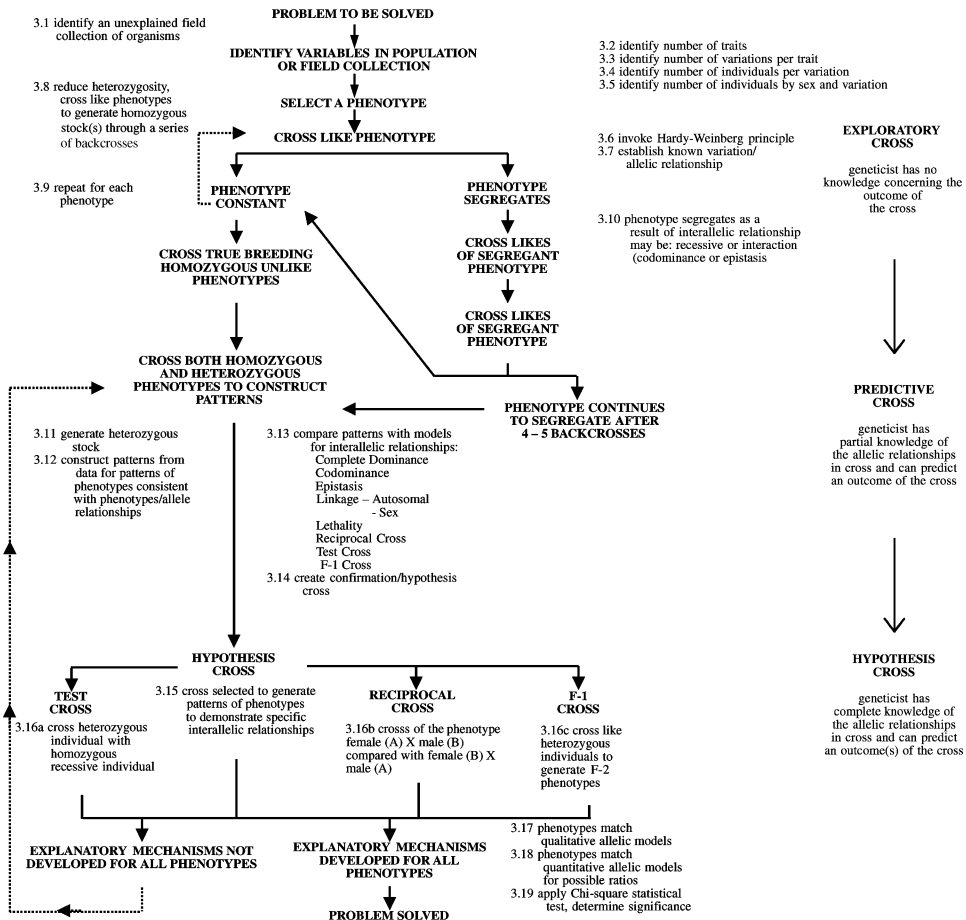 PROBLEM TO BE SOLVED
3.1 identify an unexplained field
collection of organisms
IDENTIFY VARIABLES IN POPULATION
OR FIELD COLLECTION
3.2 identify number of traits
3.3 identify number of variations per trait
3.4 identify number of individuals per variation
3.5 identify number of individuals by sex and variation
3.8 reduce heterozygosity,
cross like phenotypes
to generate homozygous
stock(s) through a series
of backcrosses
SELECT A PHENOTYPE
CROSS LIKE PHENOTYPE
3.6 invoke Hardy-Weinberg principle
3.7 establish known variation/
allelic relationship
EXPLORATORY
CROSS
geneticist has no
knowledge concerning the
outcome of
the cross
3.9 repeat for each
phenotype
PHENOTYPE
CONSTANT
PHENOTYPE
SEGREGATES
3.10 phenotype segregates as a
result of interallelic relationship
may be: recessive or interaction
(codominance or epistasis
CROSS TRUE BREEDING
HOMOZYGOUS UNLIKE
PHENOTYPES
CROSS LIKES
OF SEGREGANT
PHENOTYPE
CROSS LIKES
OF SEGREGANT
PHENOTYPE
CROSS BOTH HOMOZYGOUS
AND HETEROZYGOUS
PHENOTYPES TO CONSTRUCT
PATTERNS
PHENOTYPE CONTINUES
TO SEGREGATE AFTER
4 – 5 BACKCROSSES
PREDICTIVE
CROSS
geneticist has
partial knowledge of
the allelic relationships
in cross and can predict
an outcome of the cross
3.11 generate heterozygous
stock
3.12 construct patterns from
data for patterns of
phenotypes consistent
with phenotypes/allele
relationships
3.13 compare patterns with models
for interallelic relationships:
Complete Dominance
Codominance
Epistasis
Linkage – Autosomal
- Sex
Lethality
Reciprocal Cross
Test Cross
F-1 Cross
3.14 create confirmation/hypothesis
cross
HYPOTHESIS
CROSS
3.15 cross selected to generate
patterns of phenotypes
to demonstrate specific
interallelic relationships
TEST
CROSS
3.16a cross heterozygous
individual with
homozygous
recessive individual
RECIPROCAL
CROSS
3.16b crosss of the phenotype
female (A) X male (B)
compared with female (B) X
male (A)
F-1
CROSS
3.16c cross like
heterozygous
individuals to
generate F-2
phenotypes
HYPOTHESIS
CROSS
geneticist has
complete knowledge of
the allelic relationships
in cross and can predict
an outcome(s) of the cross
EXPLANATORY MECHANISMS NOT
DEVELOPED FOR ALL PHENOTYPES
EXPLANATORY MECHANISMS
DEVELOPED FOR ALL
PHENOTYPES
3.17 phenotypes match
qualitative allelic models
3.18 phenotypes match
quantitative allelic models
for possible ratios
3.19 apply Chi-square statistical
test, determine significance
PROBLEM SOLVED